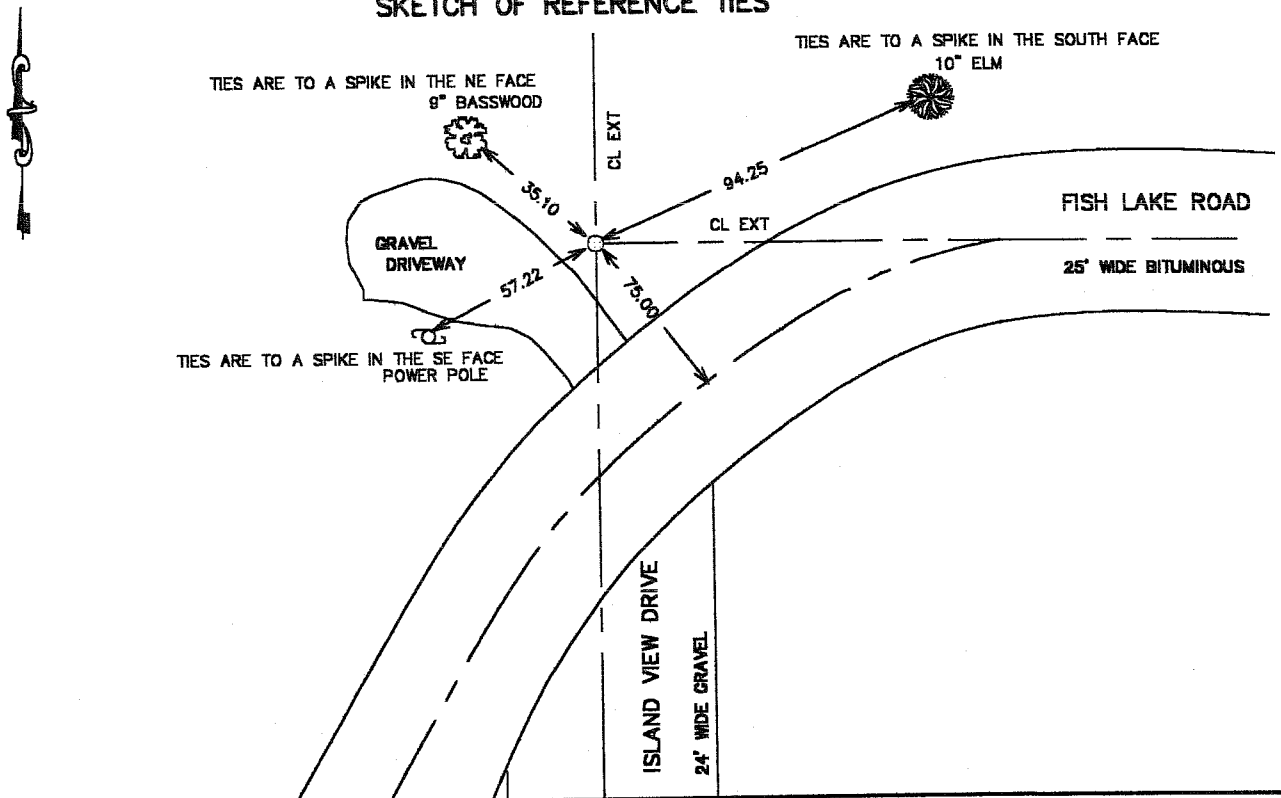 SKETCH OF REFERENCE TIES
TIES ARE TO A SPIKE IN THE SOUTH FACE
10" ELM
TIES ARE TO A SPIKE IN THE NE FACE
9" BASSWOOD
CL EXT
94.25
35.10
FISH LAKE ROAD
CL EXT
GRAVEL
DRIVEWAY
25' WIDE BITUMINOUS
57.22
75.00
TIES ARE TO A SPIKE IN THE SE FACE
POWER POLE
ISLAND VIEW DRIVE
24' WIDE GRAVEL